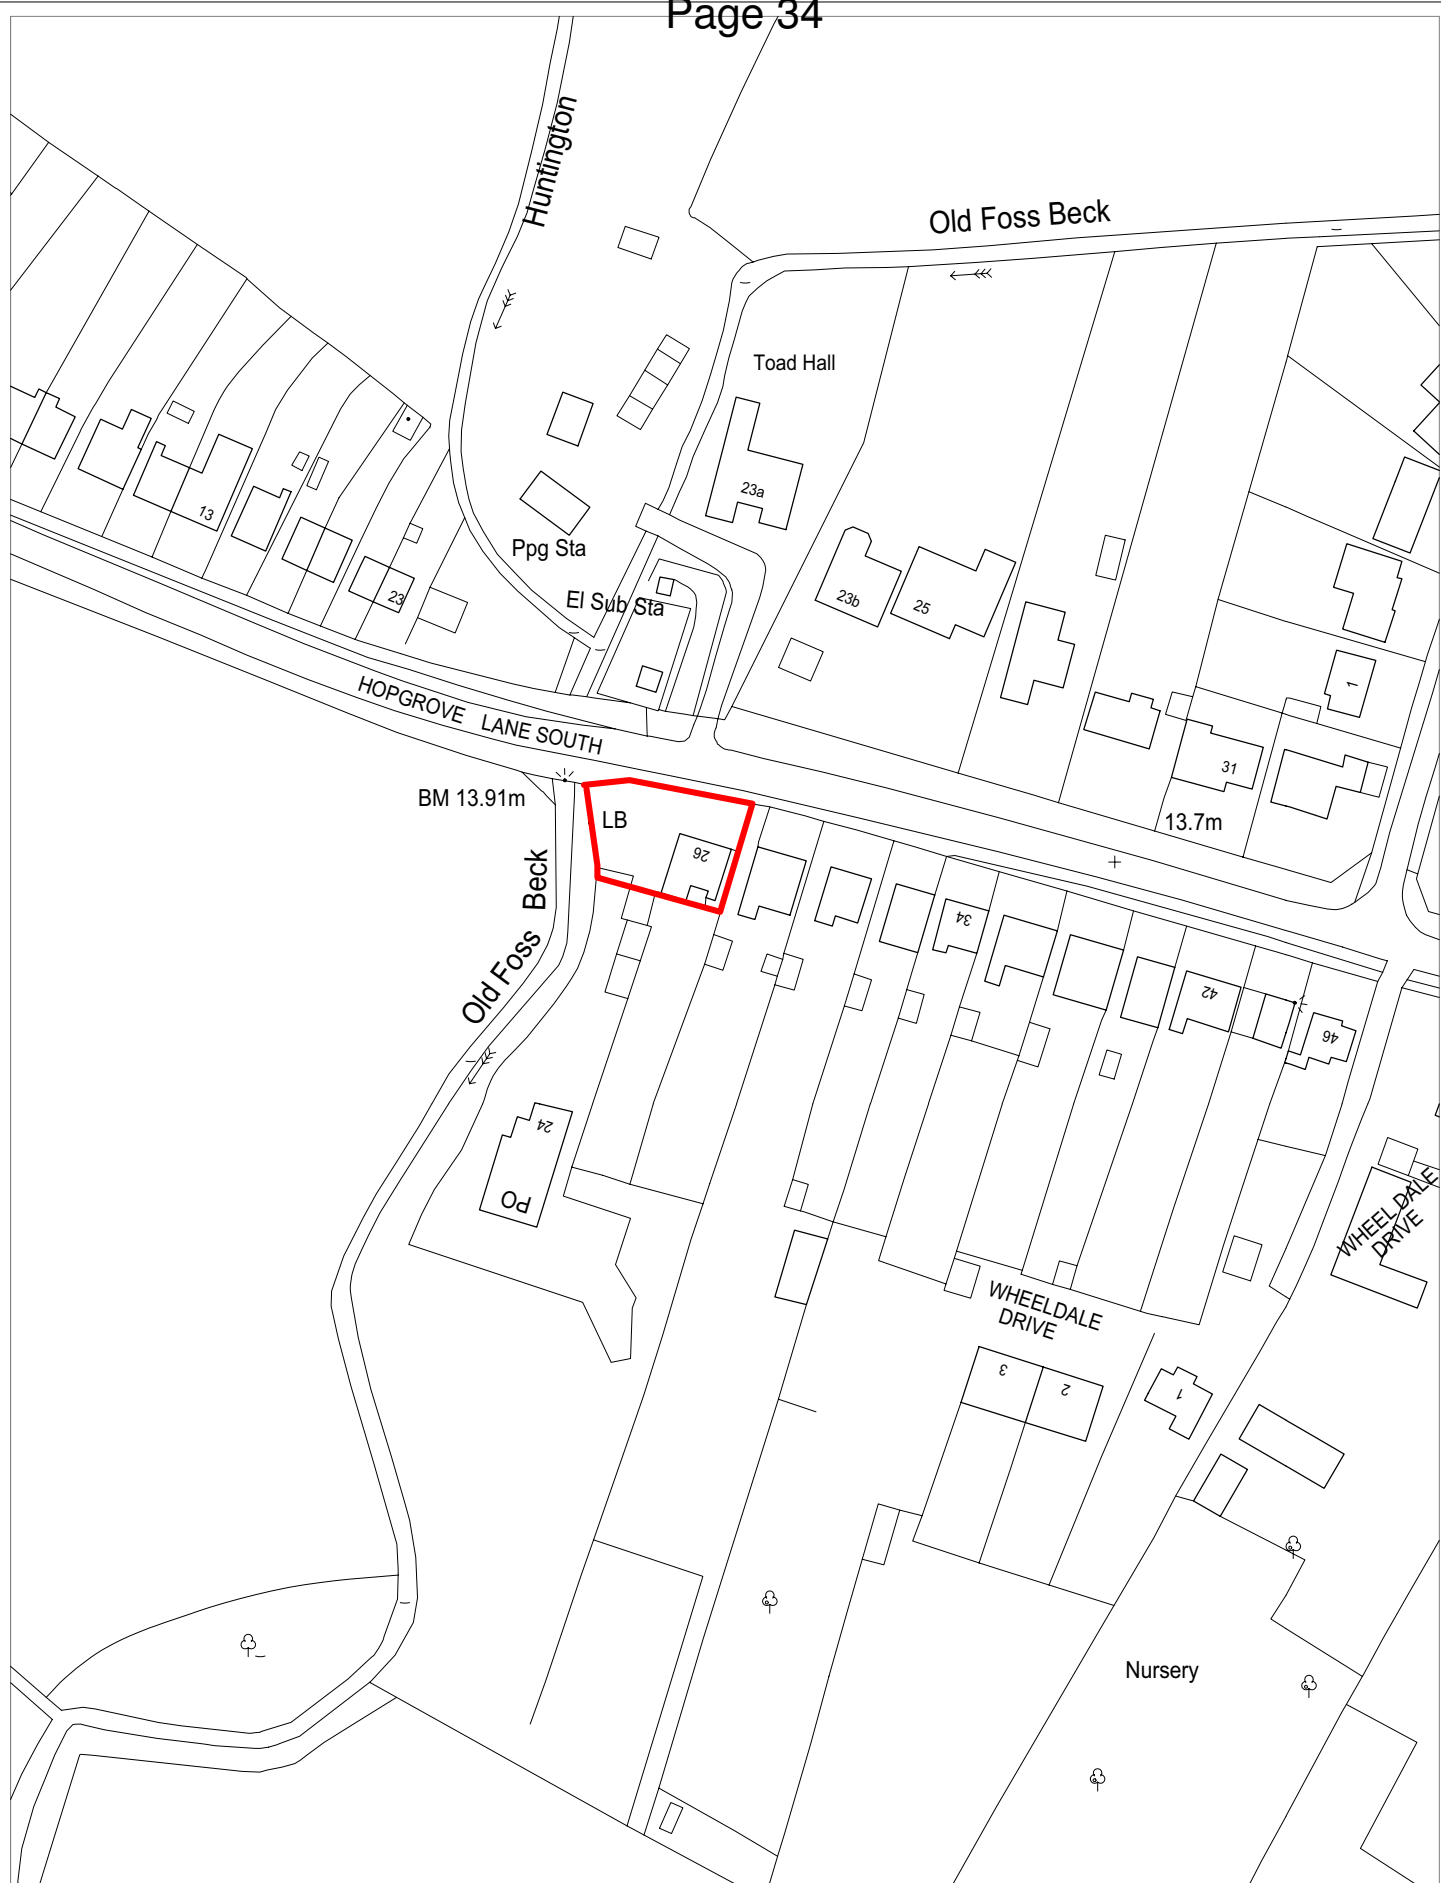 Page 34
Huntington
Old Foss Beck
Toad Hall
23a
13
Ppg Sta
23
El Sub Sta
23b
25
1
HOPGROVE LANE SOUTH
31
BM 13.91m
LB
13.7m
26
Old Foss Beck
34
42
46
24
PO
WHEEL DALE
DRIVE
WHEELDALE
DRIVE
3
2
1
Nursery